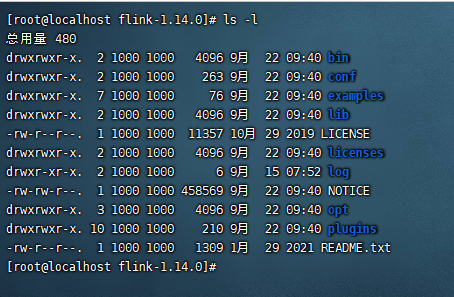 [root@localhost flink-1.14.0]# ls -l
总用量 480
drwxrwxr-x.  2 1000 1000   4096 9月   22 09:40 bin
drwxrwxr-x.  2 1000 1000    263 9月   22 09:40 conf
drwxrwxr-x.  7 1000 1000     76 9月   22 09:40 examples
drwxrwxr-x.  2 1000 1000   4096 9月   22 09:40 lib
-rw-r--r--.  1 1000 1000  11357 10月  29 2019 LICENSE
drwxrwxr-x.  2 1000 1000   4096 9月   22 09:40 licenses
drwxr-xr-x.  2 1000 1000      6 9月   15 07:52 log
-rw-rw-r--.  1 1000 1000 458569 9月   22 09:40 NOTICE
drwxrwxr-x.  3 1000 1000   4096 9月   22 09:40 opt
drwxrwxr-x. 10 1000 1000    210 9月   22 09:40 plugins
-rw-r--r--.  1 1000 1000   1309 1月   29 2021 README.txt
[root@localhost flink-1.14.0]#